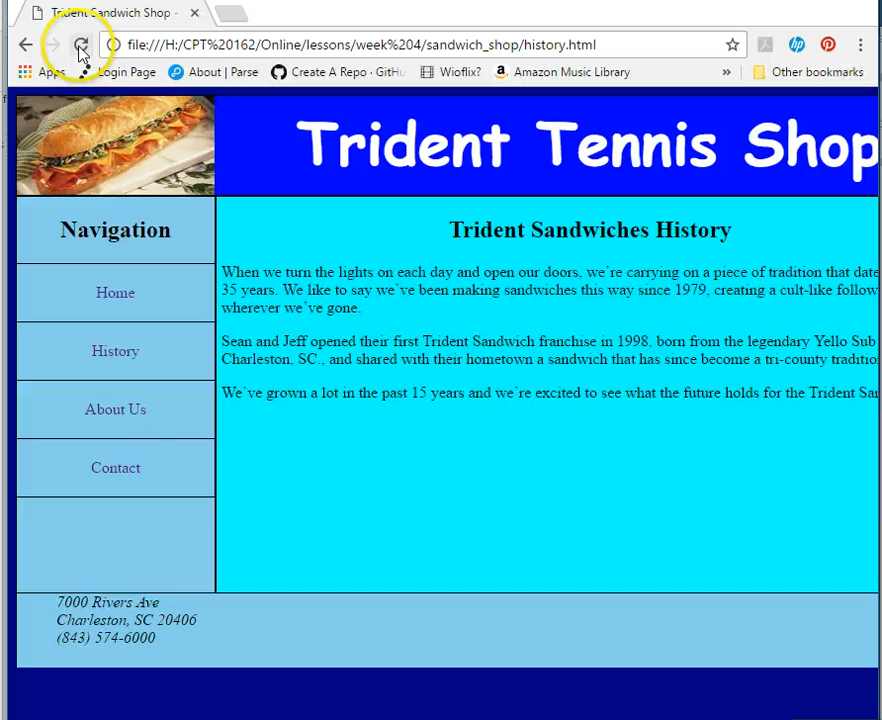 Trident Sandwich Shop -
file:///H:/CPT%20162/Online/lessons/week%204/sandwich_shop/history.html
Apps Login Page About | Parse Create A Repo · GitHu Wioflix? Amazon Music Library » Other bookmarks
Trident Tennis Shop
Navigation
Home
History
About Us
Contact
Trident Sandwiches History
When we turn the lights on each day and open our doors, we`re carrying on a piece of tradition that date
35 years. We like to say we`ve been making sandwiches this way since 1979, creating a cult-like follow
wherever we`ve gone.
Sean and Jeff opened their first Trident Sandwich franchise in 1998, born from the legendary Yello Sub
Charleston, SC., and shared with their hometown a sandwich that has since become a tri-county traditio
We`ve grown a lot in the past 15 years and we`re excited to see what the future holds for the Trident Sa
7000 Rivers Ave
Charleston, SC 20406
(843) 574-6000